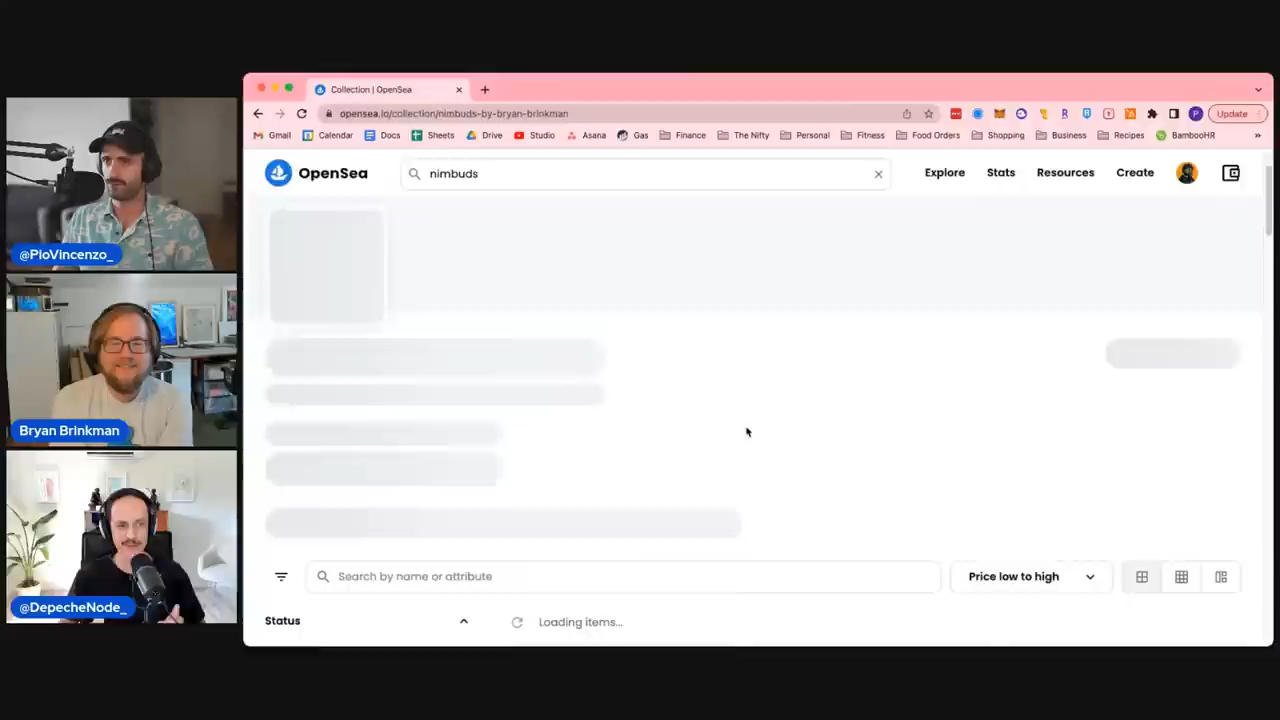 @PioVincenzo_
Bryan Brinkman
@DepecheNode_
Collection | OpenSea
opensea.io/collection/nimbuds-by-bryan-brinkman
Update
Gmail Calendar Docs Sheets Drive Studio Asana Gas Finance The Nifty Personal Fitness Food Orders Shopping Business Recipes BambooHR
OpenSea nimbuds Explore Stats Resources Create
Search by name or attribute Price low to high
Status Loading items...